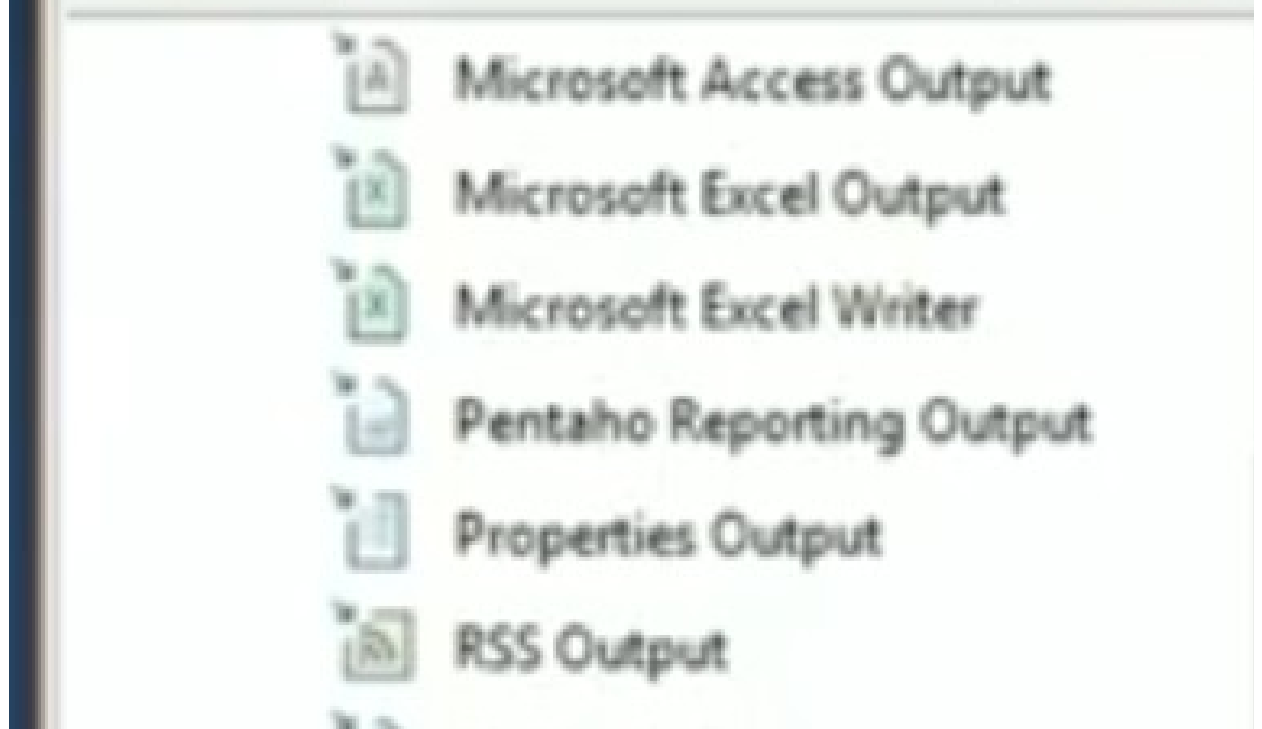 Microsoft Access Output
Microsoft Excel Output
Microsoft Excel Writer
Pentaho Reporting Output
Properties Output
RSS Output